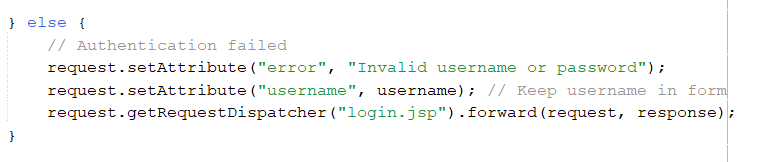 } else {
    // Authentication failed
    request.setAttribute("error", "Invalid username or password");
    request.setAttribute("username", username); // Keep username in form
    request.getRequestDispatcher("login.jsp").forward(request, response);
}